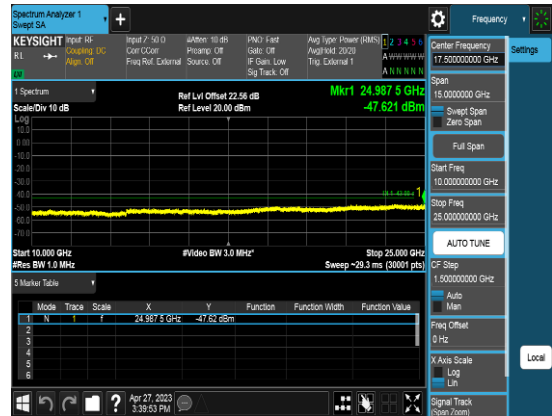 Spectrum Analyzer 1
Swept SA
+
Frequency
KEYSIGHT
Input: RF
Coupling: DC
Align: Off
Input Z: 50 Ω
Corr CCorr
Freq Ref: External
#Atten: 10 dB
Preamp: Off
Source: Off
PNO: Fast
Gate: Off
IF Gain: Low
Sig Track: Off
Avg Type: Power (RMS)
Avg|Hold: 20/20
Trig: External 1
1 2 3 4 5 6
A W W W W W
A N N N N N
RL
LXI
1 Spectrum
Scale/Div 10 dB
Ref Lvl Offset 22.56 dB
Ref Level 20.00 dBm
Mkr1 24.987 5 GHz
-47.621 dBm
Log
10.0
0.00
-10.0
-20.0
-30.0
-40.0
-50.0
-60.0
-70.0
1
Start 10.000 GHz
#Res BW 1.0 MHz
#Video BW 3.0 MHz*
Stop 25.000 GHz
Sweep ~29.3 ms (30001 pts)
5 Marker Table
Mode Trace Scale X Y Function Function Width Function Value
1 N 1 f 24.987 5 GHz -47.62 dBm
2
3
4
5
6
Center Frequency
17.500000000 GHz
Settings
Span
15.0000000 GHz
Swept Span
Zero Span
Full Span
Start Freq
10.000000000 GHz
Stop Freq
25.000000000 GHz
AUTO TUNE
CF Step
1.500000000 GHz
Auto
Man
Freq Offset
0 Hz
X Axis Scale
Log
Lin
Local
Signal Track
(Span Zoom)
?
Apr 27, 2023
3:39:53 PM